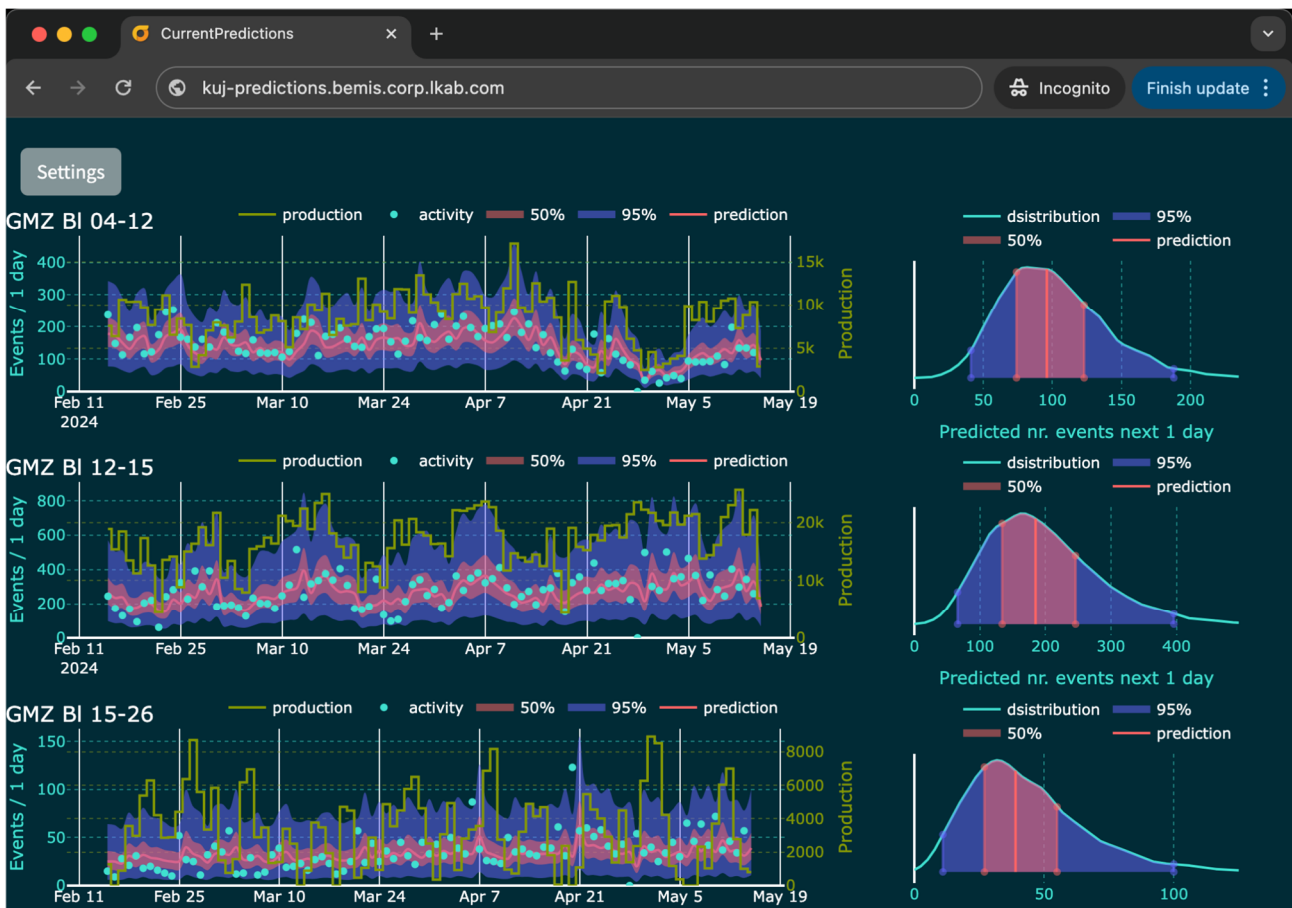 CurrentPredictions
kuj-predictions.bemis.corp.lkab.com
Incognito
Finish update
Settings
GMZ Bl 04-12
production activity 50% 95% prediction
Events / 1 day
400
300
200
100
0
15k
10k
5k
0
Production
Feb 11 Feb 25 Mar 10 Mar 24 Apr 7 Apr 21 May 5 May 19
2024
dsistribution 95%
50% prediction
0 50 100 150 200
Predicted nr. events next 1 day
GMZ Bl 12-15
production activity 50% 95% prediction
Events / 1 day
800
600
400
200
0
20k
10k
0
Production
Feb 11 Feb 25 Mar 10 Mar 24 Apr 7 Apr 21 May 5 May 19
2024
dsistribution 95%
50% prediction
0 100 200 300 400
Predicted nr. events next 1 day
GMZ Bl 15-26
production activity 50% 95% prediction
Events / 1 day
150
100
50
0
8000
6000
4000
2000
0
Production
Feb 11 Feb 25 Mar 10 Mar 24 Apr 7 Apr 21 May 5 May 19
dsistribution 95%
50% prediction
0 50 100